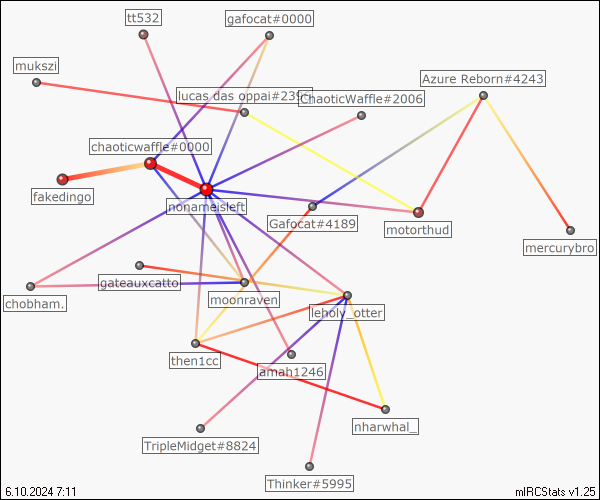 tt532
gafocat#0000
mukszi
Azure Reborn#4243
lucas das oppai#239
ChaoticWaffle#2006
chaoticwaffle#0000
fakedingo
nonameisleft
Gafocat#4189
motorthud
mercurybro
gateauxcatto
moonraven
chobham.
leholy_otter
then1cc
amah1246
nharwhal_
TripleMidget#8824
Thinker#5995
6.10.2024 7:11
mIRCStats v1.25